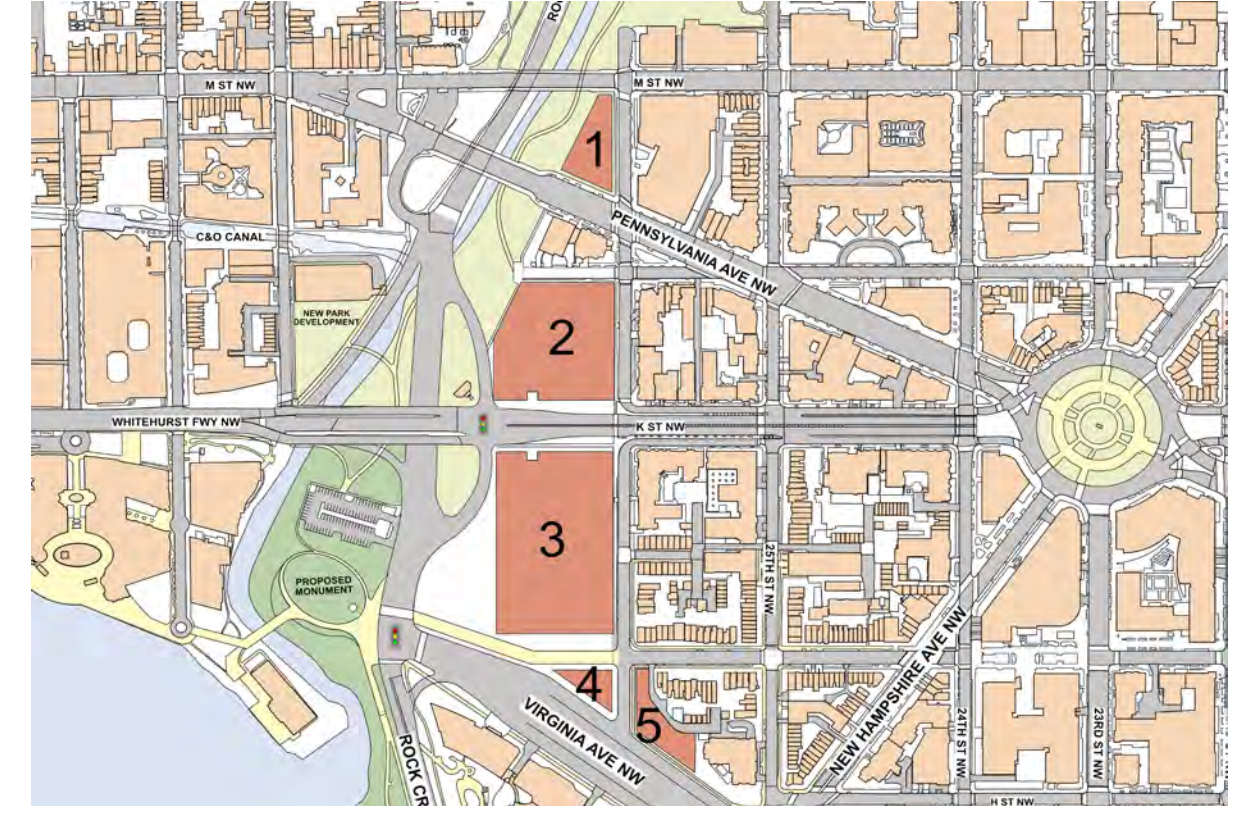 RO
M ST NW
M ST NW
1
PENNSYLVANIA AVE NW
C&O CANAL
NEW PARK
DEVELOPMENT
2
WHITEHURST FWY NW
K ST NW
3
25TH ST NW
PROPOSED
MONUMENT
4
VIRGINIA AVE NW
5
NEW HAMPSHIRE AVE NW
24TH ST NW
23RD ST NW
ROCK CR
H ST NW